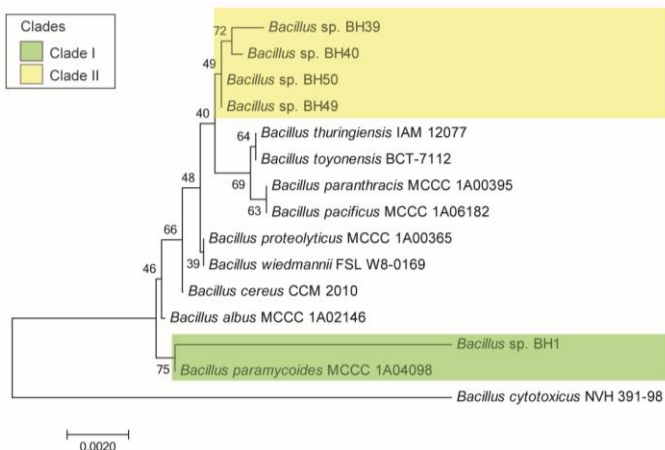 Clades
Clade I
Clade II
72
Bacillus sp. BH39
Bacillus sp. BH40
49
Bacillus sp. BH50
Bacillus sp. BH49
40
64
Bacillus thuringiensis IAM 12077
Bacillus toyonensis BCT-7112
48
69
Bacillus paranthracis MCCC 1A00395
63
Bacillus pacificus MCCC 1A06182
66
Bacillus proteolyticus MCCC 1A00365
39
Bacillus wiedmannii FSL W8-0169
46
Bacillus cereus CCM 2010
Bacillus albus MCCC 1A02146
Bacillus sp. BH1
75
Bacillus paramycoides MCCC 1A04098
Bacillus cytotoxicus NVH 391-98
0.0020